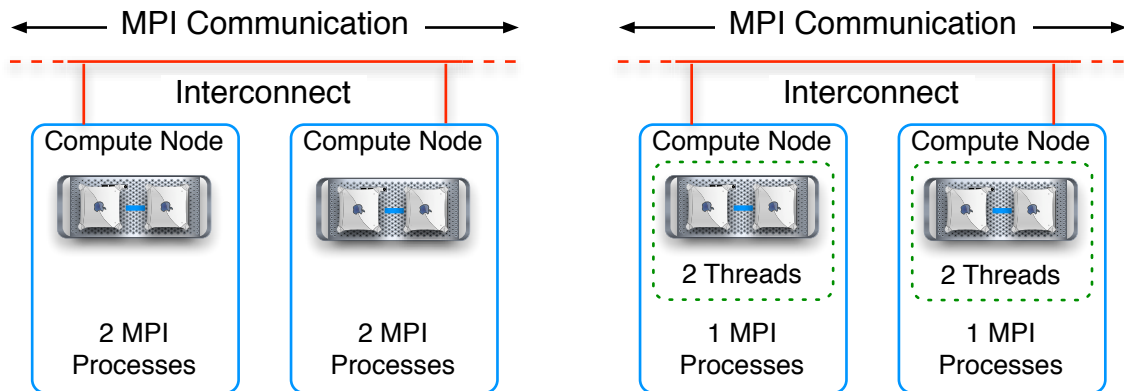 MPI Communication
Interconnect
Compute Node
Compute Node
2 MPI
Processes
2 MPI
Processes
MPI Communication
Interconnect
Compute Node
Compute Node
2 Threads
2 Threads
1 MPI
Processes
1 MPI
Processes